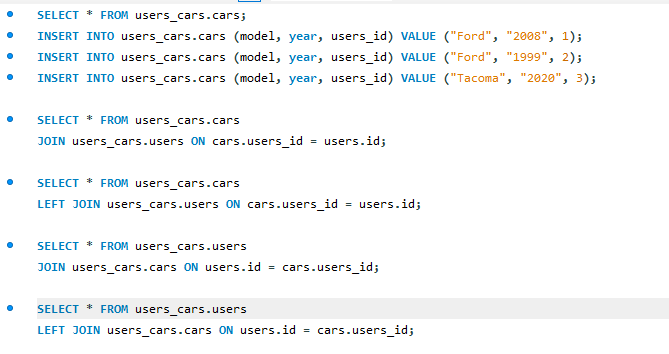 SELECT * FROM users_cars.cars;
INSERT INTO users_cars.cars (model, year, users_id) VALUE ("Ford", "2008", 1);
INSERT INTO users_cars.cars (model, year, users_id) VALUE ("Ford", "1999", 2);
INSERT INTO users_cars.cars (model, year, users_id) VALUE ("Tacoma", "2020", 3);
SELECT * FROM users_cars.cars
JOIN users_cars.users ON cars.users_id = users.id;
SELECT * FROM users_cars.cars
LEFT JOIN users_cars.users ON cars.users_id = users.id;
SELECT * FROM users_cars.users
JOIN users_cars.cars ON users.id = cars.users_id;
SELECT * FROM users_cars.users
LEFT JOIN users_cars.cars ON users.id = cars.users_id;